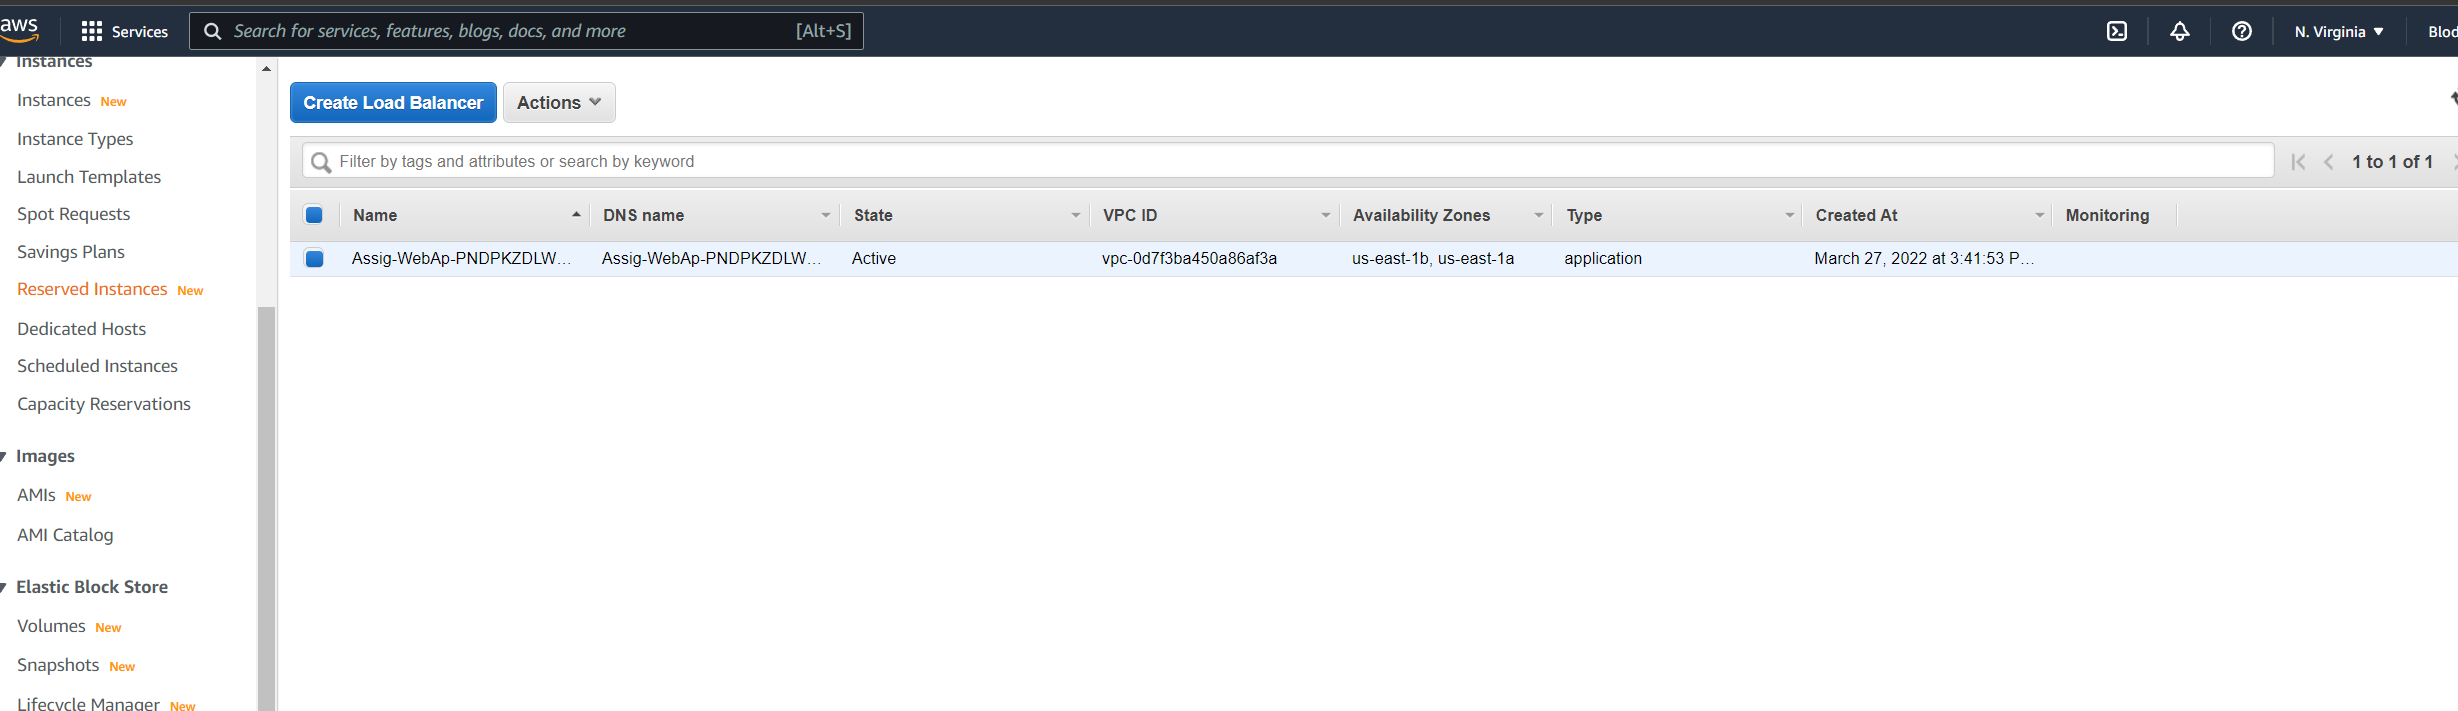 aws
Services
Search for services, features, blogs, docs, and more [Alt+S]
N. Virginia
Instances
Instances New
Instance Types
Launch Templates
Spot Requests
Savings Plans
Reserved Instances New
Dedicated Hosts
Scheduled Instances
Capacity Reservations
Images
AMIs New
AMI Catalog
Elastic Block Store
Volumes New
Snapshots New
Lifecycle Manager New
Create Load Balancer Actions
Filter by tags and attributes or search by keyword
1 to 1 of 1
Name DNS name State VPC ID Availability Zones Type Created At Monitoring
Assig-WebAp-PNDPKZDLW... Assig-WebAp-PNDPKZDLW... Active vpc-0d7f3ba450a86af3a us-east-1b, us-east-1a application March 27, 2022 at 3:41:53 P...